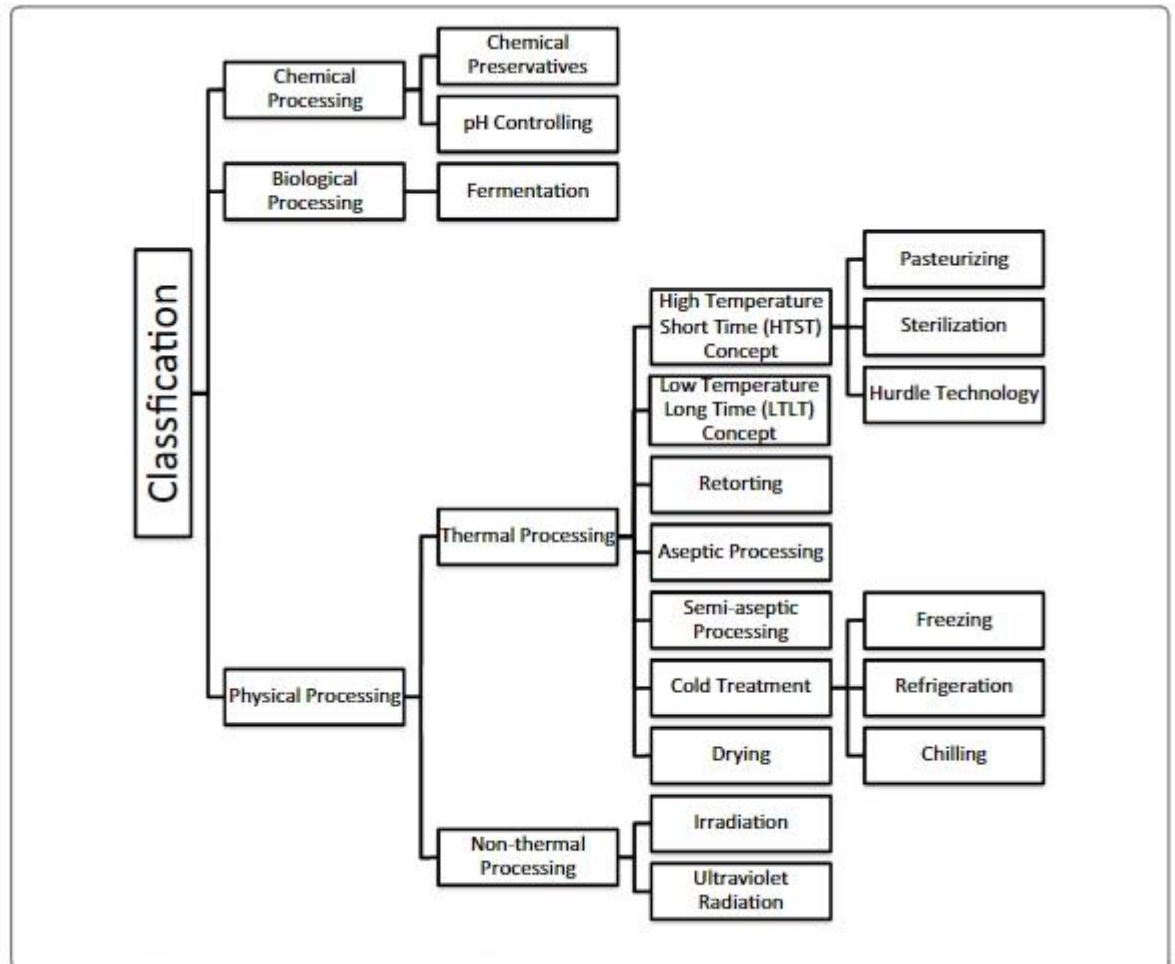 Classfication
Chemical
Processing
Chemical
Preservatives
pH Controlling
Biological
Processing
Fermentation
Physical Processing
Thermal Processing
High Temperature
Short Time (HTST)
Concept
Pasteurizing
Sterilization
Hurdle Technology
Low Temperature
Long Time (LTLT)
Concept
Retorting
Aseptic Processing
Semi-aseptic
Processing
Cold Treatment
Freezing
Refrigeration
Chilling
Drying
Non-thermal
Processing
Irradiation
Ultraviolet
Radiation